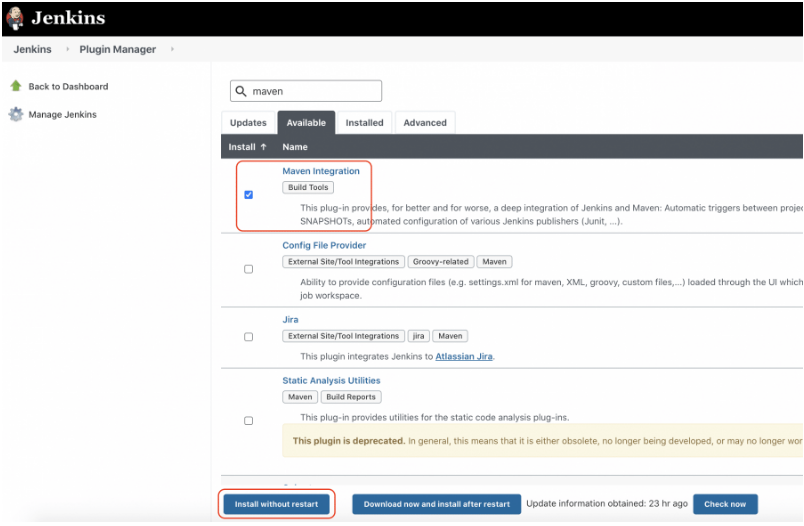 Jenkins
Jenkins Plugin Manager
Back to Dashboard
Manage Jenkins
maven
Updates Available Installed Advanced
Install ↑ Name
Maven Integration
Build Tools
This plug-in provides, for better and for worse, a deep integration of Jenkins and Maven: Automatic triggers between projec
SNAPSHOTs, automated configuration of various Jenkins publishers (Junit, ...).
Config File Provider
External Site/Tool Integrations Groovy-related Maven
Ability to provide configuration files (e.g. settings.xml for maven, XML, groovy, custom files,...) loaded through the UI which
job workspace.
Jira
External Site/Tool Integrations jira Maven
This plugin integrates Jenkins to Atlassian Jira.
Static Analysis Utilities
Maven Build Reports
This plug-in provides utilities for the static code analysis plug-ins.
This plugin is deprecated. In general, this means that it is either obsolete, no longer being developed, or may no longer wor
Install without restart Download now and install after restart Update information obtained: 23 hr ago Check now